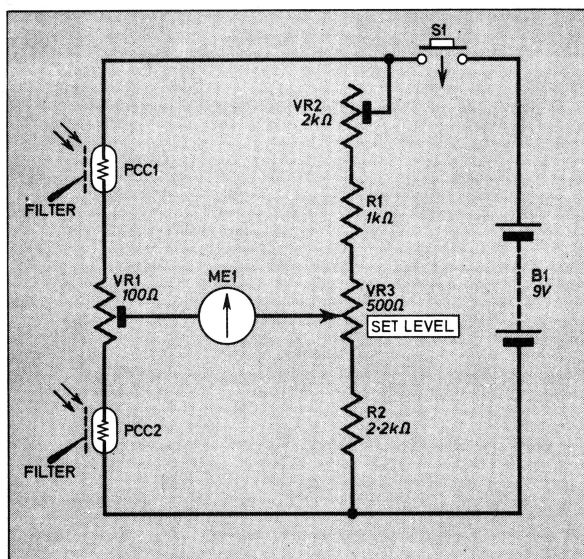 S1
VR2
2kΩ
PCC1
FILTER
R1
1kΩ
VR1
100Ω
ME1
VR3
500Ω
SET LEVEL
B1
9V
PCC2
FILTER
R2
2·2kΩ